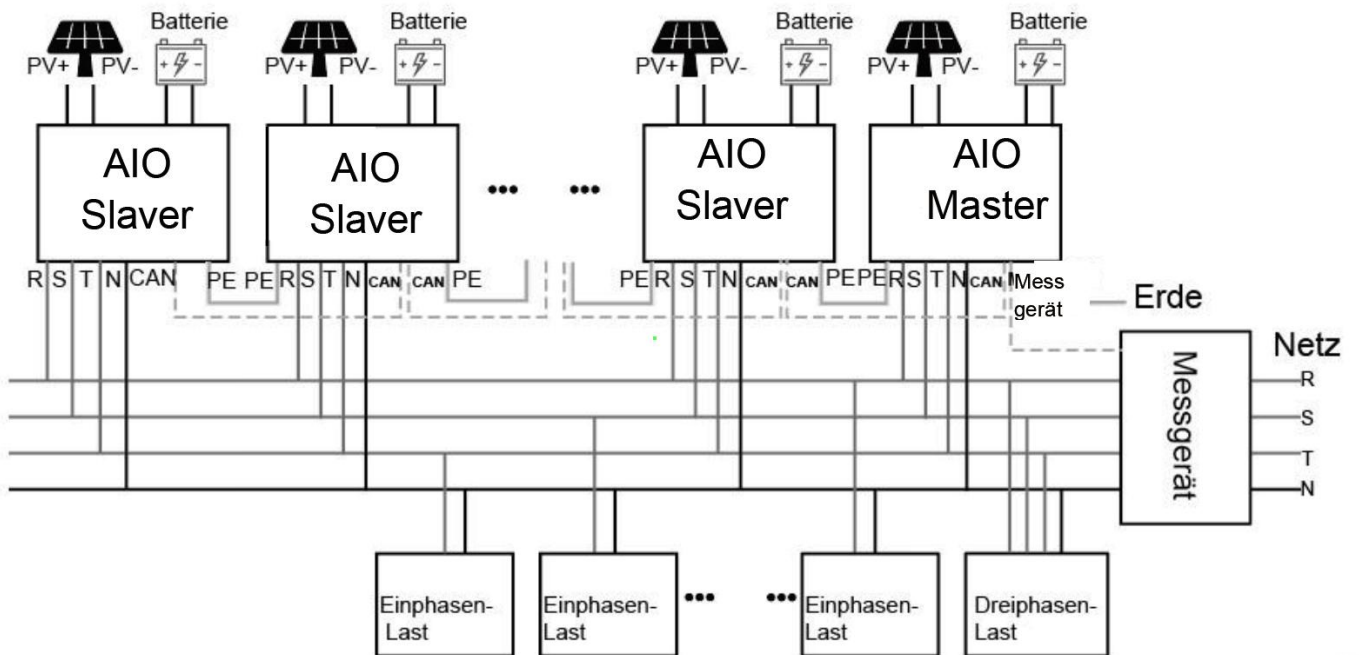 Batterie Batterie Batterie Batterie
PV+ PV- + - PV+ PV- + - PV+ PV- + - PV+ PV- + -
AIO AIO AIO AIO
Slaver Slaver ... ... Slaver Master
R S T N CAN PE PE R S T N CAN CAN PE PE R S T N CAN CAN PE PE R S T N CAN Mess
gerät
Erde
Netz
Messgerät
R
S
T
N
Einphasen- Einphasen- ... ... Einphasen- Dreiphasen-
Last Last Last Last